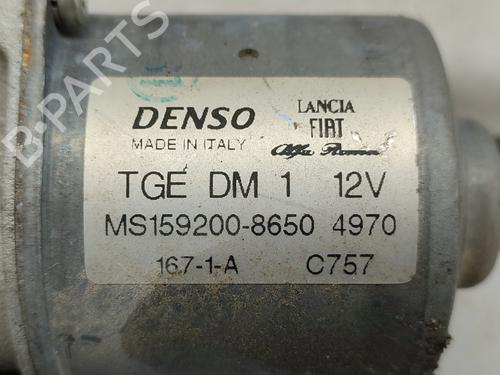 B-PARTS
DENSO
LANCIA
FIAT
Alfa Romeo
MADE IN ITALY
TGE DM 1 12V
MS159200-8650 4970
167-1-A C757